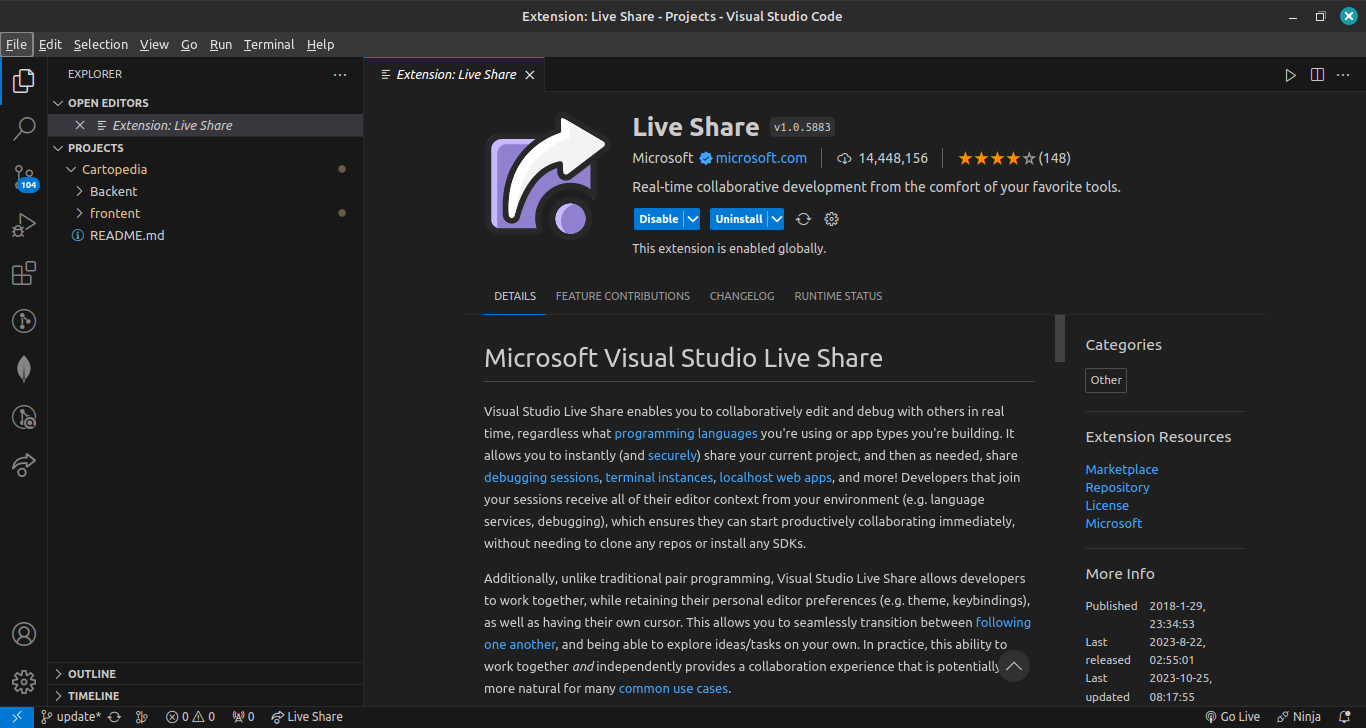 Extension: Live Share - Projects - Visual Studio Code
File Edit Selection View Go Run Terminal Help
EXPLORER
OPEN EDITORS
Extension: Live Share
PROJECTS
Cartopedia
Backent
frontent
README.md
104
OUTLINE
TIMELINE
Extension: Live Share
Live Share v1.0.5883
Microsoft microsoft.com 14,448,156 (148)
Real-time collaborative development from the comfort of your favorite tools.
Disable Uninstall
This extension is enabled globally.
DETAILS FEATURE CONTRIBUTIONS CHANGELOG RUNTIME STATUS
Microsoft Visual Studio Live Share
Visual Studio Live Share enables you to collaboratively edit and debug with others in real
time, regardless what programming languages you're using or app types you're building. It
allows you to instantly (and securely) share your current project, and then as needed, share
debugging sessions, terminal instances, localhost web apps, and more! Developers that join
your sessions receive all of their editor context from your environment (e.g. language
services, debugging), which ensures they can start productively collaborating immediately,
without needing to clone any repos or install any SDKs.
Additionally, unlike traditional pair programming, Visual Studio Live Share allows developers
to work together, while retaining their personal editor preferences (e.g. theme, keybindings),
as well as having their own cursor. This allows you to seamlessly transition between following
one another, and being able to explore ideas/tasks on your own. In practice, this ability to
work together and independently provides a collaboration experience that is potentially
more natural for many common use cases.
Categories
Other
Extension Resources
Marketplace
Repository
License
Microsoft
More Info
Published 2018-1-29,
23:34:53
Last 2023-8-22,
released 02:55:01
Last 2023-10-25,
updated 08:17:55
update* 0 0 0 Live Share Go Live Ninja